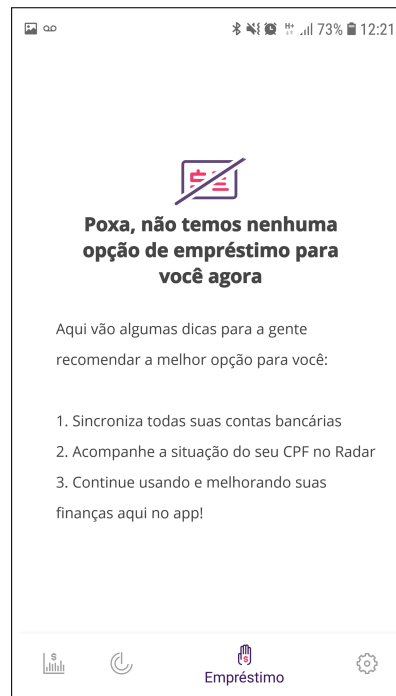 H+ 73% 12:21
Poxa, não temos nenhuma
opção de empréstimo para
você agora
Aqui vão algumas dicas para a gente
recomendar a melhor opção para você:
1. Sincroniza todas suas contas bancárias
2. Acompanhe a situação do seu CPF no Radar
3. Continue usando e melhorando suas
finanças aqui no app!
Empréstimo